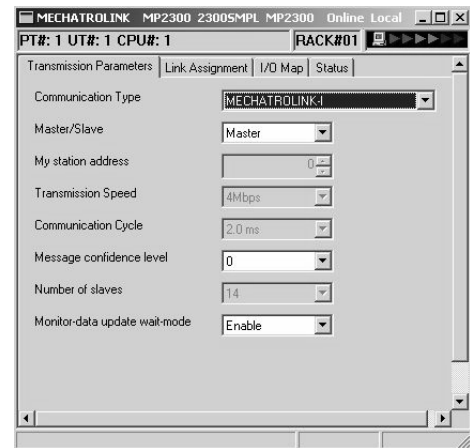 MECHATROLINK MP2300 2300SMPL MP2300 Online Local
PT#: 1 UT#: 1 CPU#: 1 RACK#01
Transmission Parameters Link Assignment I/O Map Status
Communication Type MECHATROLINK-I
Master/Slave Master
My station address 0
Transmission Speed 4Mbps
Communication Cycle 2.0 ms
Message confidence level 0
Number of slaves 14
Monitor-data update wait-mode Enable